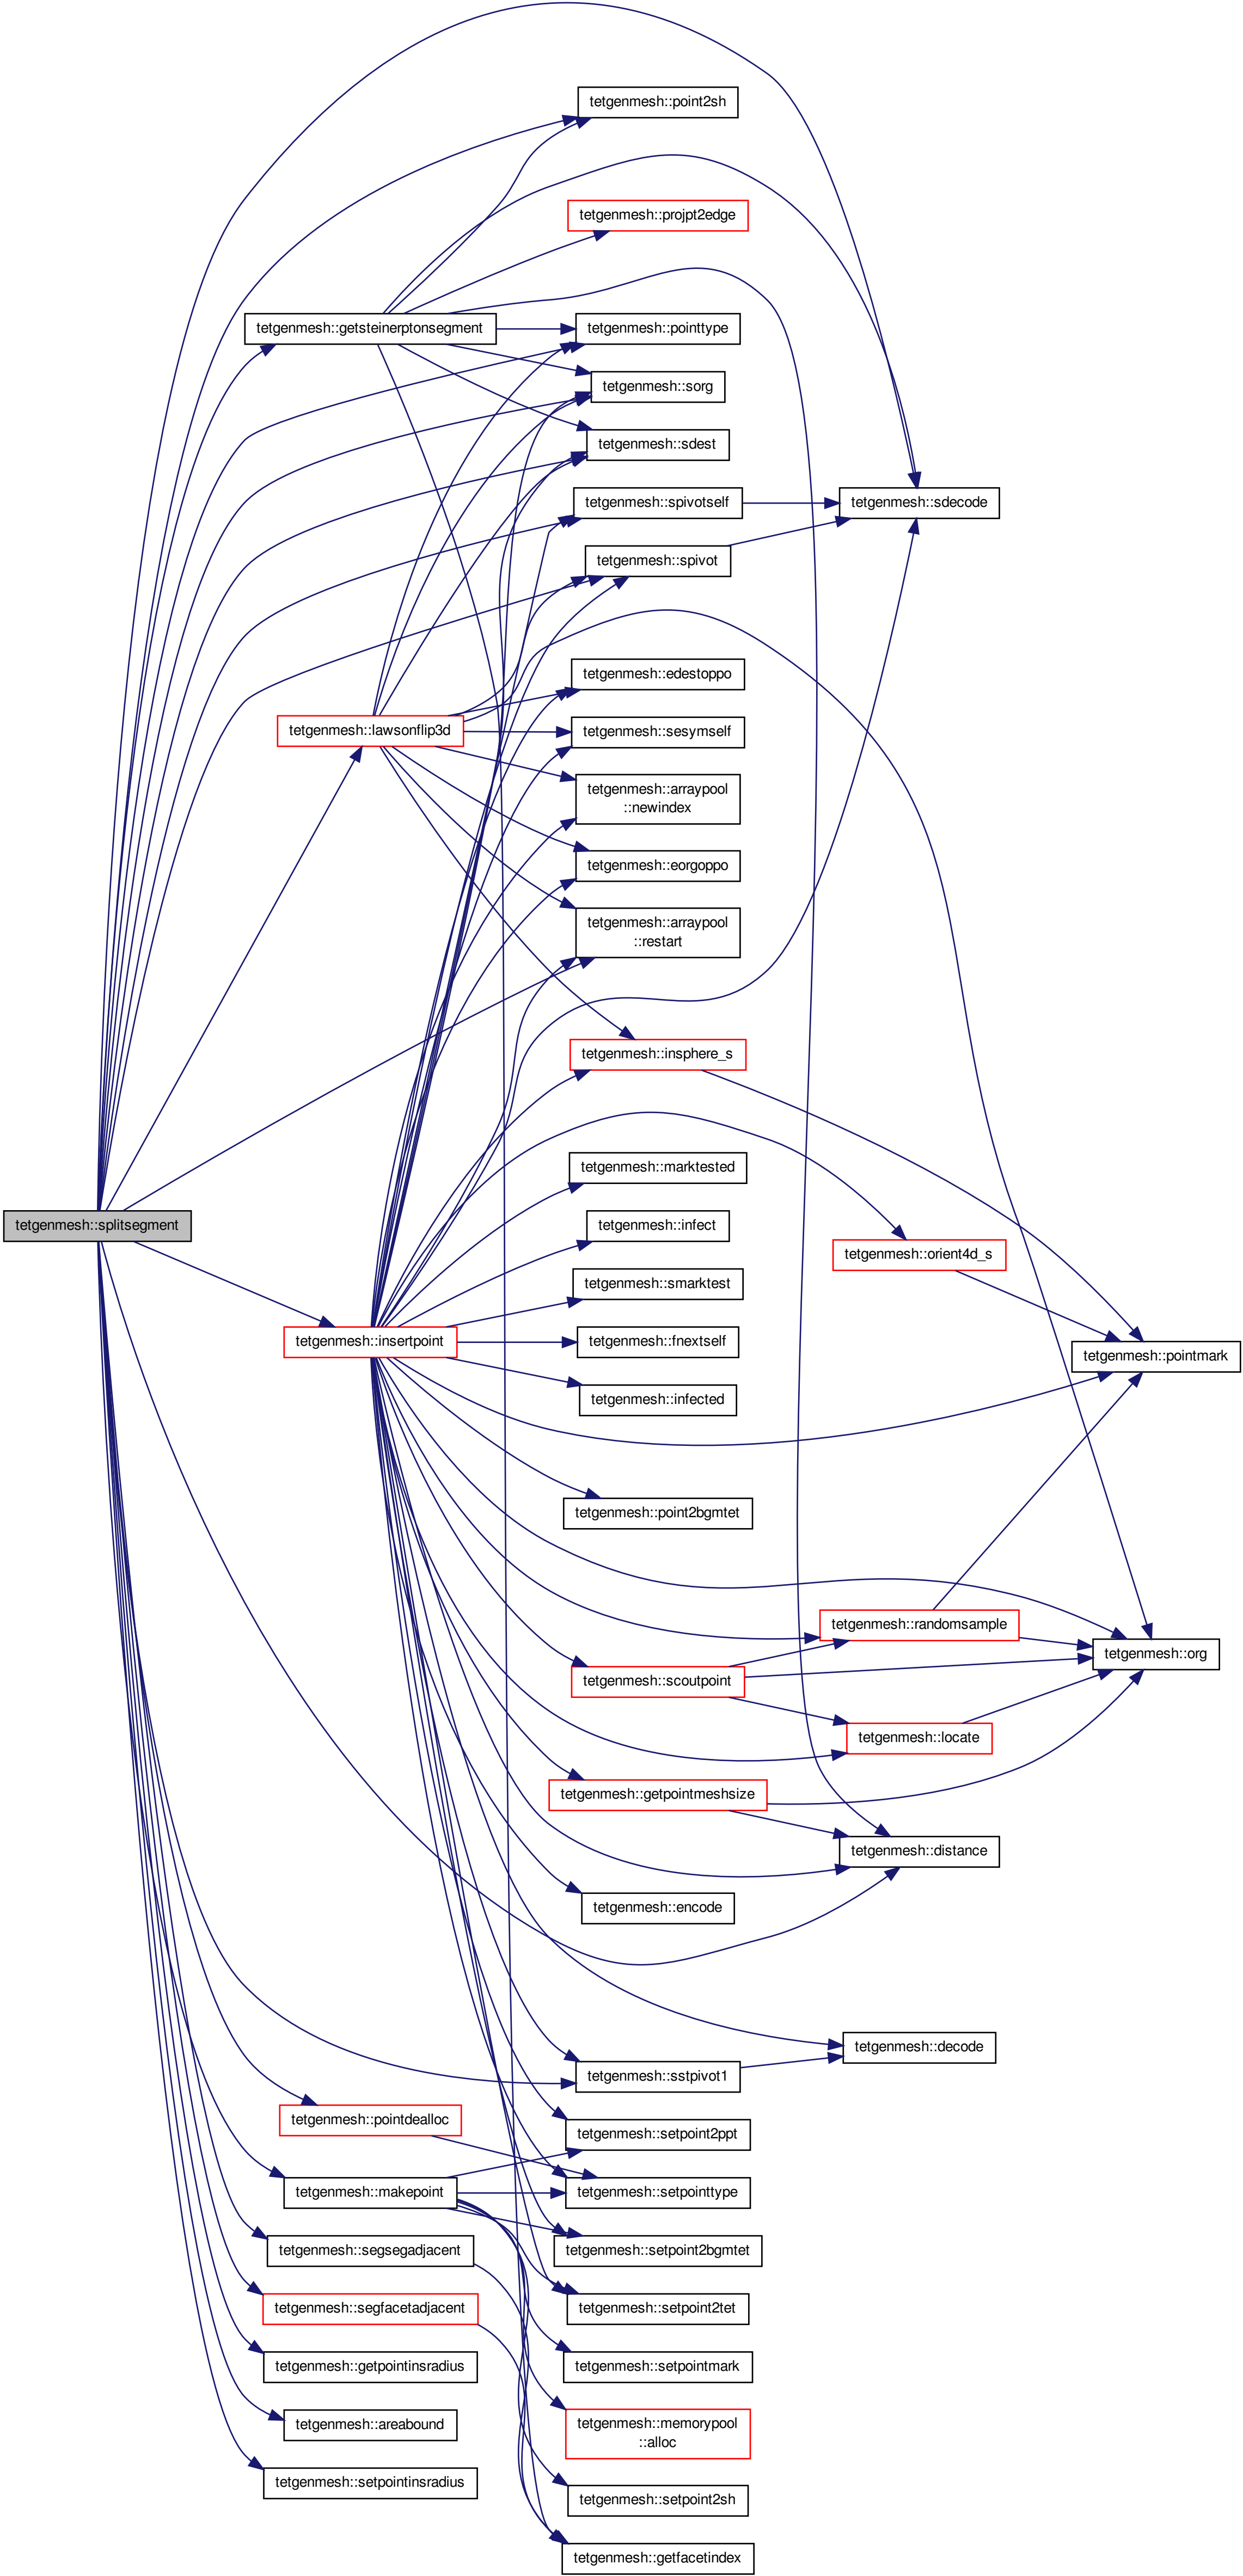 tetgenmesh::point2sh
tetgenmesh::projpt2edge
tetgenmesh::getsteinerptonsegment
tetgenmesh::pointtype
tetgenmesh::sorg
tetgenmesh::sdest
tetgenmesh::spivotself
tetgenmesh::sdecode
tetgenmesh::spivot
tetgenmesh::edestoppo
tetgenmesh::lawsonflip3d
tetgenmesh::sesymself
tetgenmesh::arraypool
::newindex
tetgenmesh::eorgoppo
tetgenmesh::arraypool
::restart
tetgenmesh::insphere_s
tetgenmesh::marktested
tetgenmesh::splitsegment
tetgenmesh::infect
tetgenmesh::orient4d_s
tetgenmesh::smarktest
tetgenmesh::insertpoint
tetgenmesh::fnextself
tetgenmesh::pointmark
tetgenmesh::infected
tetgenmesh::point2bgmtet
tetgenmesh::randomsample
tetgenmesh::org
tetgenmesh::scoutpoint
tetgenmesh::locate
tetgenmesh::getpointmeshsize
tetgenmesh::distance
tetgenmesh::encode
tetgenmesh::decode
tetgenmesh::sstpivot1
tetgenmesh::pointdealloc
tetgenmesh::setpoint2ppt
tetgenmesh::makepoint
tetgenmesh::setpointtype
tetgenmesh::segsegadjacent
tetgenmesh::setpoint2bgmtet
tetgenmesh::segfacetadjacent
tetgenmesh::setpoint2tet
tetgenmesh::getpointinsradius
tetgenmesh::setpointmark
tetgenmesh::areabound
tetgenmesh::memorypool
::alloc
tetgenmesh::setpointinsradius
tetgenmesh::setpoint2sh
tetgenmesh::getfacetindex